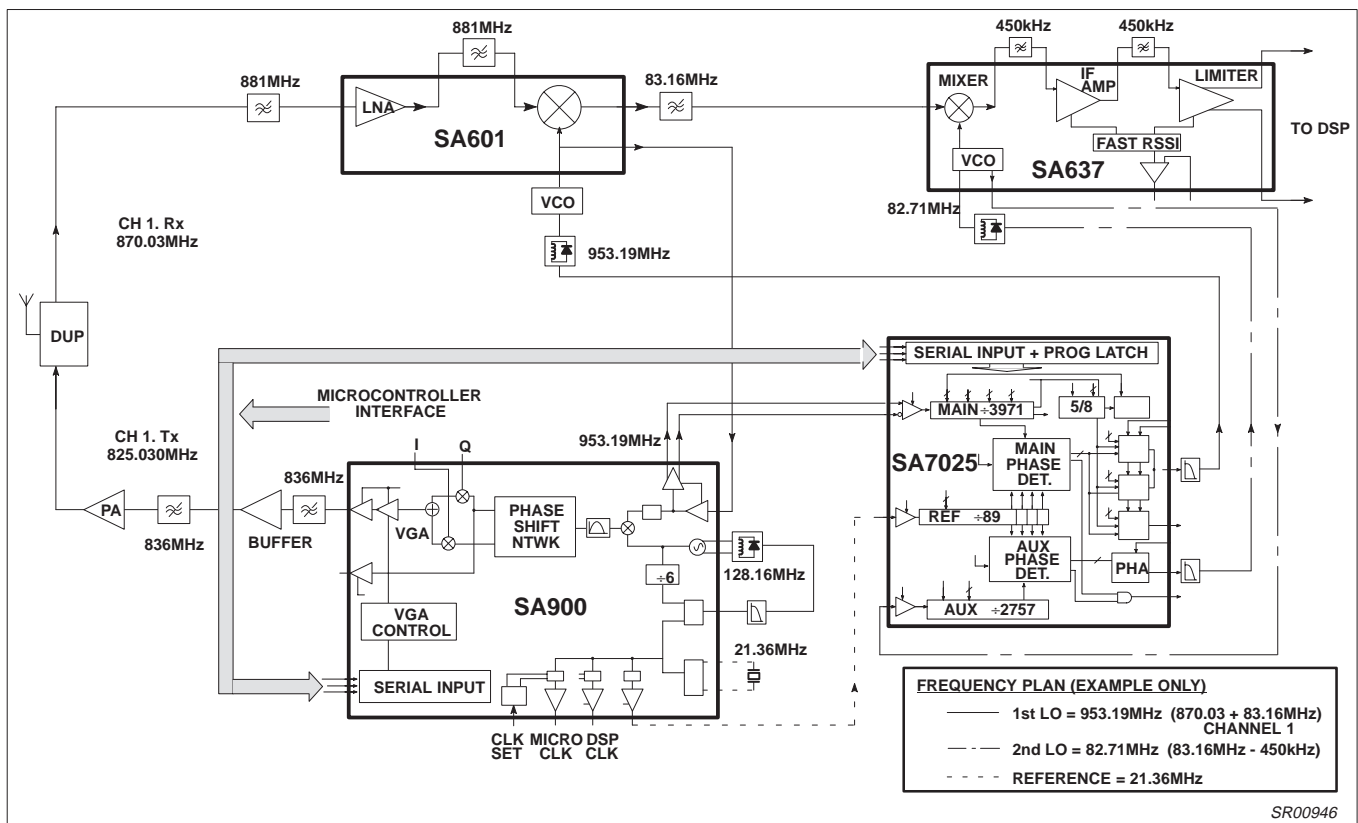 881MHz
450kHz
450kHz
881MHz
83.16MHz
MIXER
IF
AMP
LIMITER
LNA
SA601
TO DSP
FAST RSSI
VCO
SA637
VCO
82.71MHz
CH 1. Rx
870.03MHz
953.19MHz
DUP
SERIAL INPUT + PROG LATCH
MICROCONTROLLER
INTERFACE
MAIN ÷3971
5/8
CH 1. Tx
825.030MHz
I
Q
953.19MHz
SA7025
MAIN
PHASE
DET.
836MHz
PA
PHASE
SHIFT
NTWK
VGA
REF ÷89
836MHz
BUFFER
AUX
PHASE
DET.
PHA
÷6
128.16MHz
SA900
AUX ÷2757
VGA
CONTROL
21.36MHz
SERIAL INPUT
CLK
SET
MICRO
CLK
DSP
CLK
FREQUENCY PLAN (EXAMPLE ONLY)
1st LO = 953.19MHz (870.03 + 83.16MHz)
CHANNEL 1
2nd LO = 82.71MHz (83.16MHz - 450kHz)
REFERENCE = 21.36MHz
SR00946